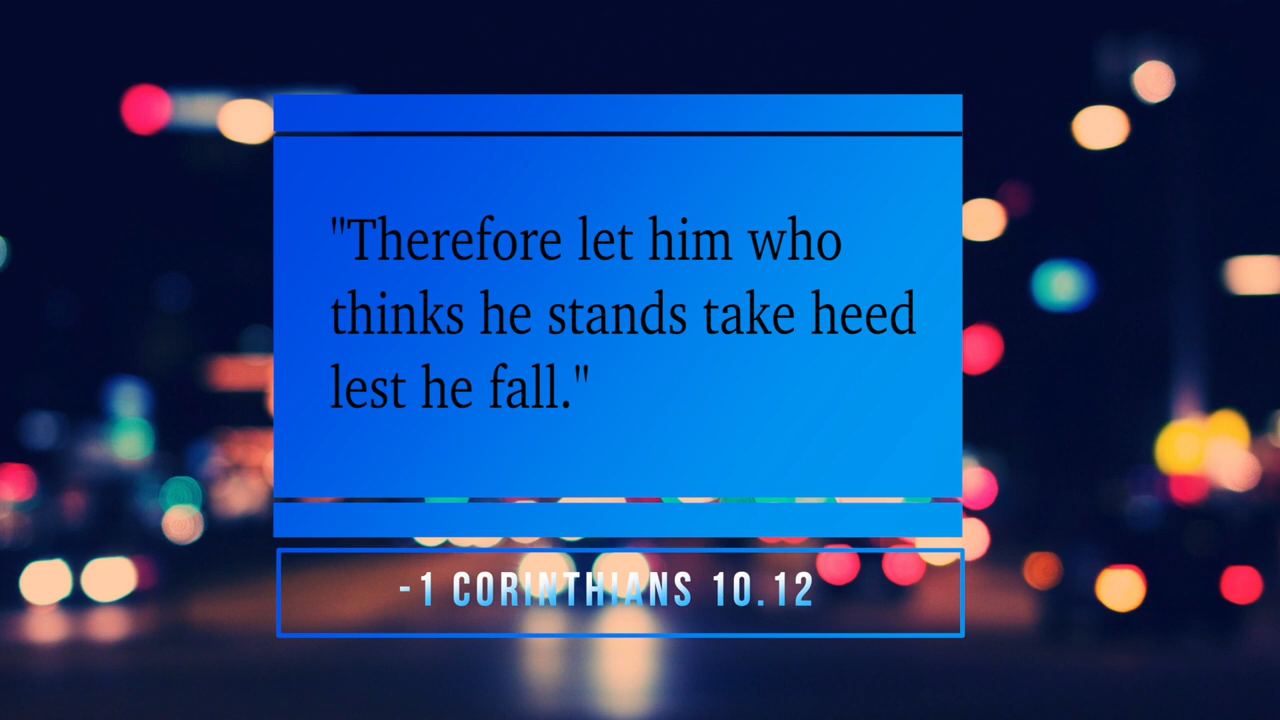 "Therefore let him who
thinks he stands take heed
lest he fall."
-1 CORINTHIANS 10.12